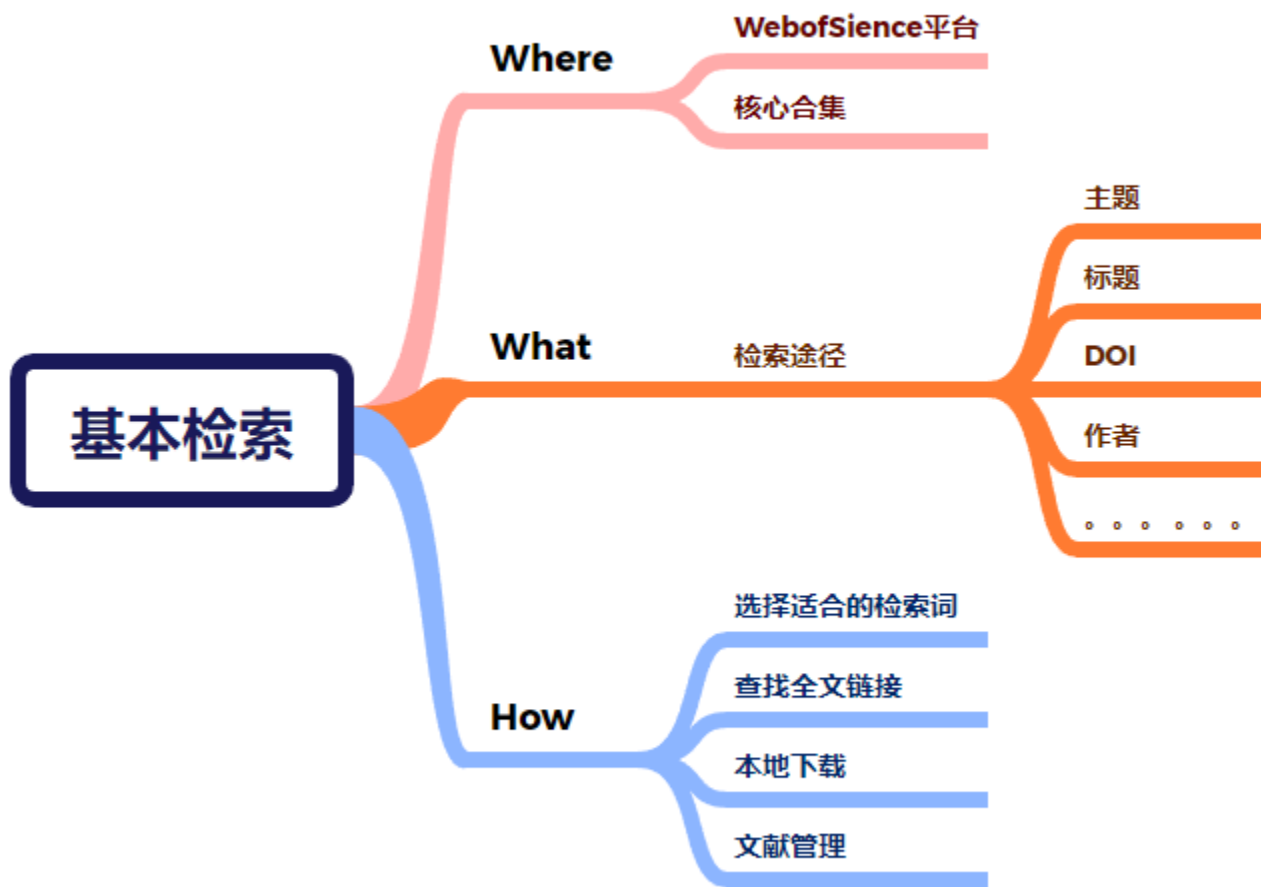 基本检索
Where
WebofSience平台
核心合集
What
检索途径
主题
标题
DOI
作者
。。。。。。
How
选择适合的检索词
查找全文链接
本地下载
文献管理